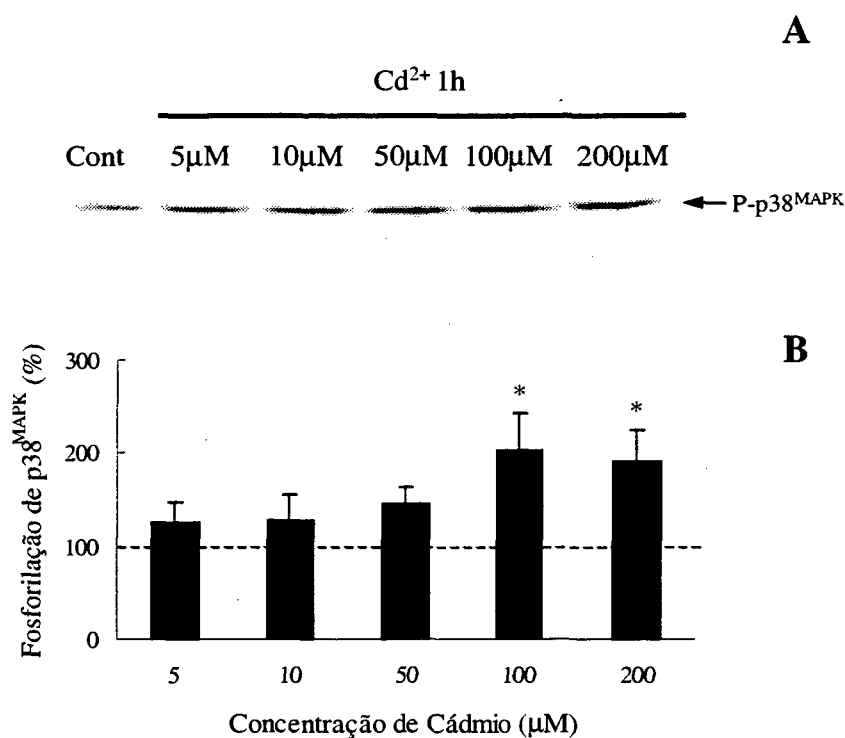 A
Cd²⁺ 1h
Cont 5µM 10µM 50µM 100µM 200µM
P-p38ᴹᴬᴾᴷ
B
Fosforilação de p38ᴹᴬᴾᴷ (%)
300
200
100
0
* *
5 10 50 100 200
Concentração de Cádmio (µM)